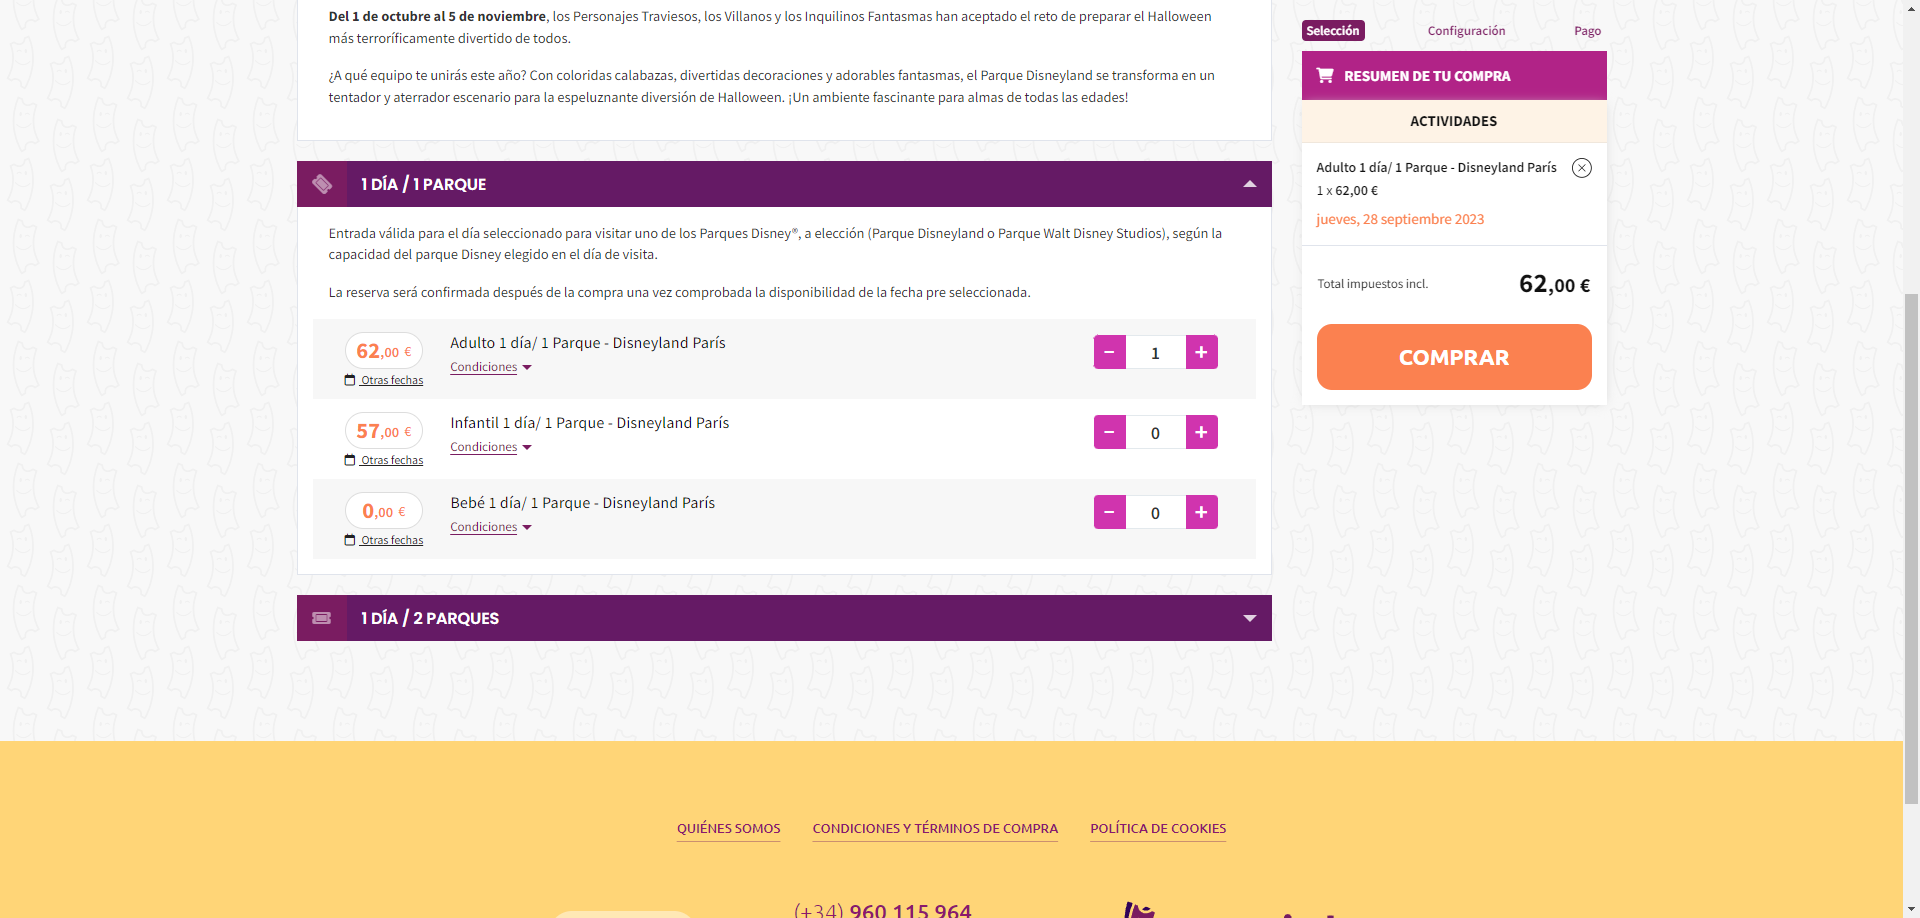 Del 1 de octubre al 5 de noviembre, los Personajes Traviesos, los Villanos y los Inquilinos Fantasmas han aceptado el reto de preparar el Halloween
más terroríficamente divertido de todos.
¿A qué equipo te unirás este año? Con coloridas calabazas, divertidas decoraciones y adorables fantasmas, el Parque Disneyland se transforma en un
tentador y aterrador escenario para la espeluznante diversión de Halloween. ¡Un ambiente fascinante para almas de todas las edades!
1 DÍA / 1 PARQUE
Entrada válida para el día seleccionado para visitar uno de los Parques Disney®, a elección (Parque Disneyland o Parque Walt Disney Studios), según la
capacidad del parque Disney elegido en el día de visita.
La reserva será confirmada después de la compra una vez comprobada la disponibilidad de la fecha pre seleccionada.
62,00 €
Otras fechas
Adulto 1 día/ 1 Parque - Disneyland París
Condiciones
− 1 +
57,00 €
Otras fechas
Infantil 1 día/ 1 Parque - Disneyland París
Condiciones
− 0 +
0,00 €
Otras fechas
Bebé 1 día/ 1 Parque - Disneyland París
Condiciones
− 0 +
1 DÍA / 2 PARQUES
Selección Configuración Pago
RESUMEN DE TU COMPRA
ACTIVIDADES
Adulto 1 día/ 1 Parque - Disneyland París
1 x 62,00 €
jueves, 28 septiembre 2023
Total impuestos incl. 62,00 €
COMPRAR
QUIÉNES SOMOS CONDICIONES Y TÉRMINOS DE COMPRA POLÍTICA DE COOKIES
(+34) 960 115 964